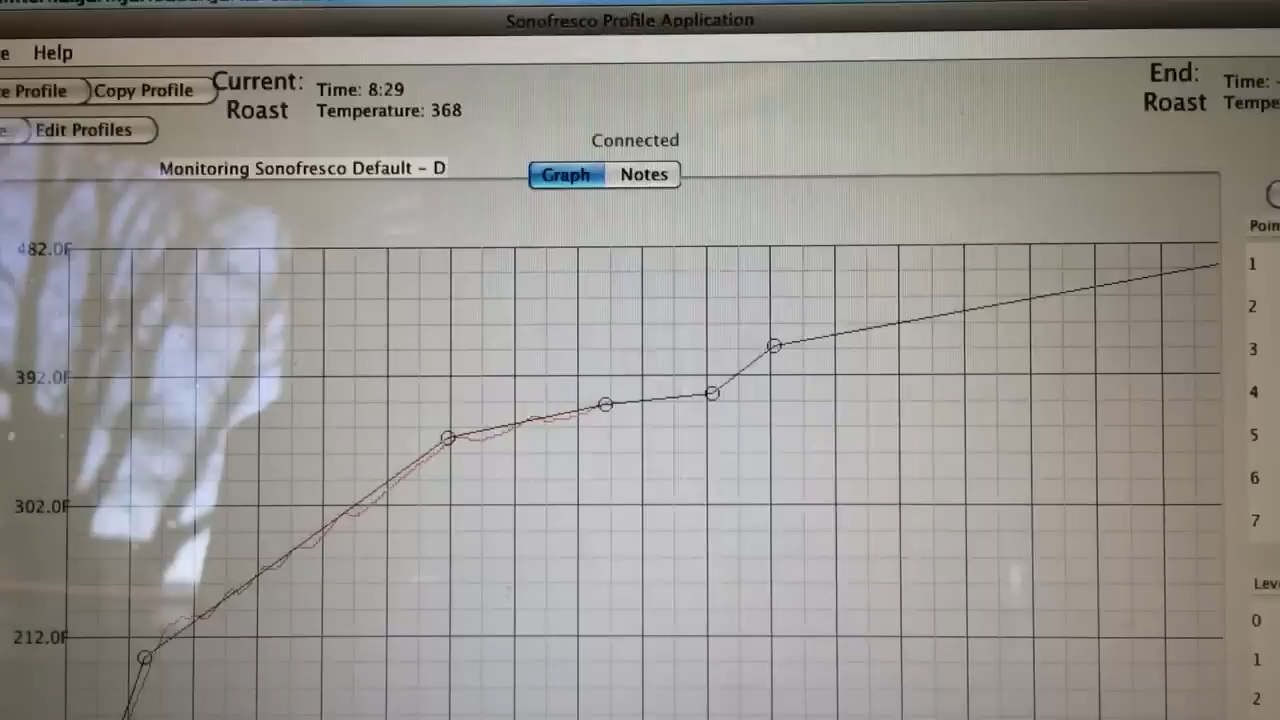 Sonofresco Profile Application
e Help
e Profile Copy Profile
Current: Roast
Time: 8:29
Temperature: 368
End: Roast
Time: -
Tempe
e Edit Profiles
Connected
Monitoring Sonofresco Default - D
Graph Notes
Poin
482.0F
392.0F
302.0F
212.0F
1
2
3
4
5
6
7
Leve
0
1
2